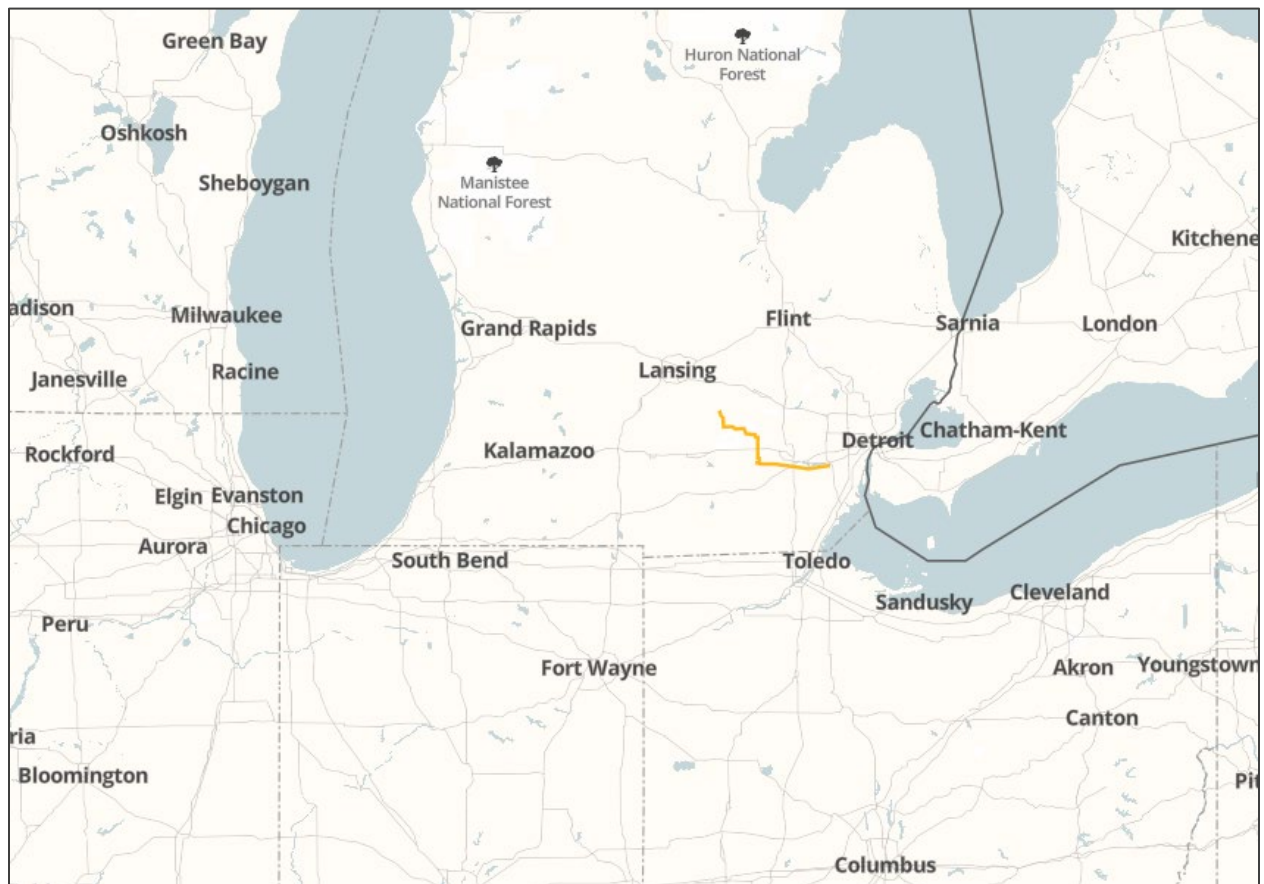 Green Bay
Huron National
Forest
Oshkosh
Sheboygan
Manistee
National Forest
Kitchene
adison
Milwaukee
Grand Rapids
Flint
Sarnia
London
Janesville
Racine
Lansing
Rockford
Kalamazoo
Detroit
Chatham-Kent
Elgin
Evanston
Chicago
Aurora
South Bend
Toledo
Sandusky
Cleveland
Peru
Fort Wayne
Akron
Youngstown
Canton
ria
Bloomington
Pit
Columbus